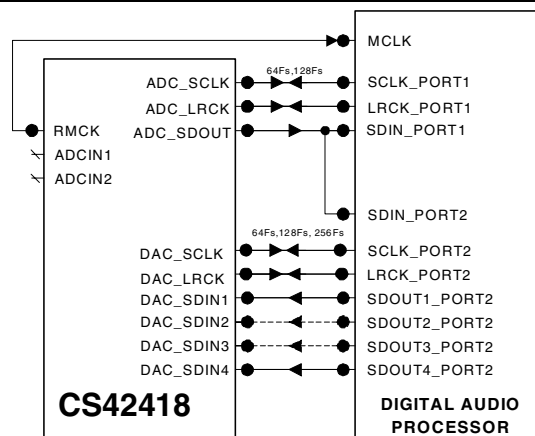 MCLK
64Fs,128Fs
ADC_SCLK
SCLK_PORT1
ADC_LRCK
LRCK_PORT1
RMCK
ADC_SDOUT
SDIN_PORT1
ADCIN1
ADCIN2
SDIN_PORT2
64Fs,128Fs, 256Fs
DAC_SCLK
SCLK_PORT2
DAC_LRCK
LRCK_PORT2
DAC_SDIN1
SDOUT1_PORT2
DAC_SDIN2
SDOUT2_PORT2
DAC_SDIN3
SDOUT3_PORT2
DAC_SDIN4
SDOUT4_PORT2
CS42418
DIGITAL AUDIO
PROCESSOR